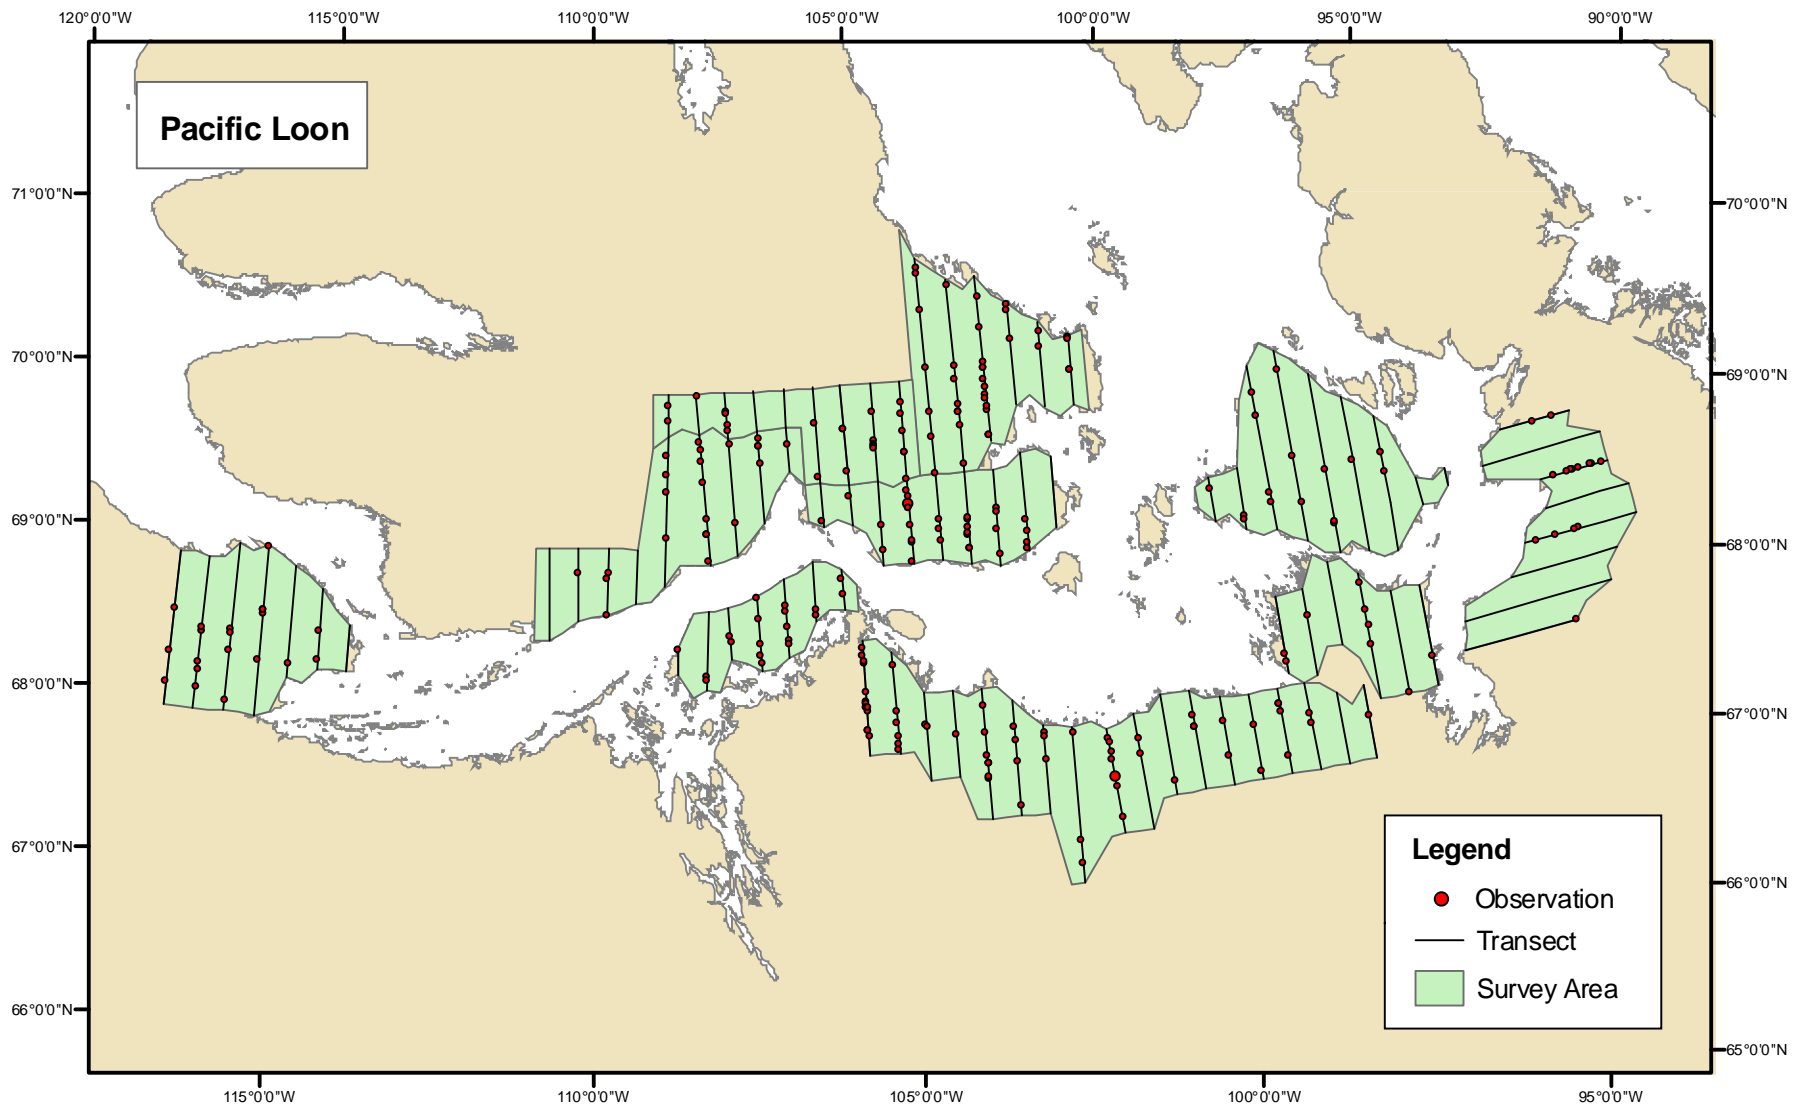 120°0'0"W 115°0'0"W 110°0'0"W 105°0'0"W 100°0'0"W 95°0'0"W 90°0'0"W
Pacific Loon
71°0'0"N
70°0'0"N
70°0'0"N
69°0'0"N
69°0'0"N
68°0'0"N
68°0'0"N
67°0'0"N
67°0'0"N
66°0'0"N
66°0'0"N
65°0'0"N
Legend
Observation
Transect
Survey Area
115°0'0"W 110°0'0"W 105°0'0"W 100°0'0"W 95°0'0"W